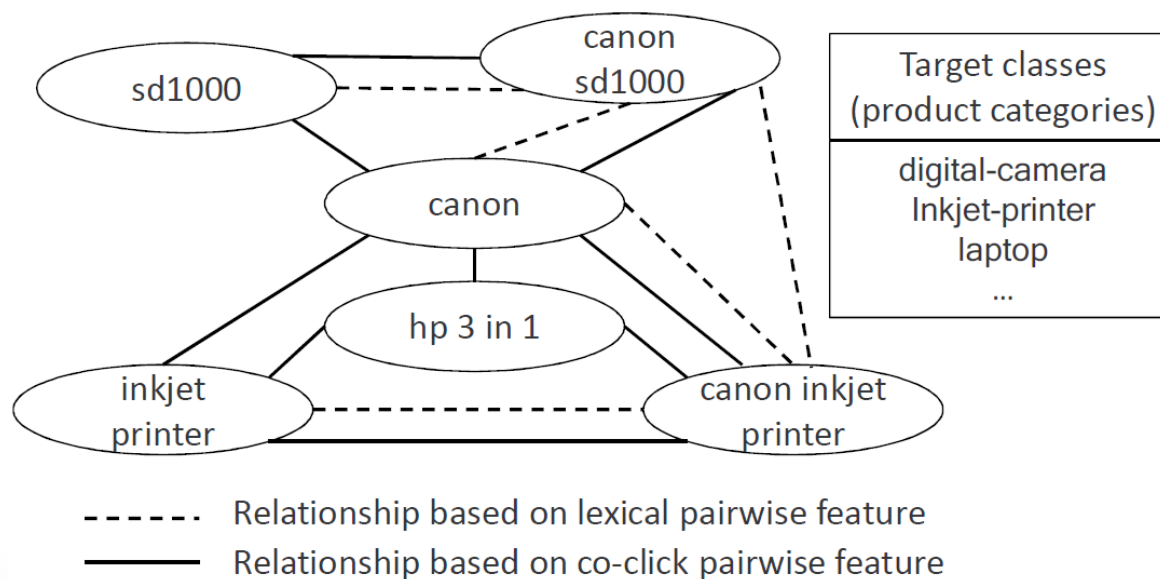 sd1000
canon
sd1000
Target classes
(product categories)
canon
digital-camera
Inkjet-printer
laptop
...
hp 3 in 1
inkjet
printer
canon inkjet
printer
Relationship based on lexical pairwise feature
Relationship based on co-click pairwise feature